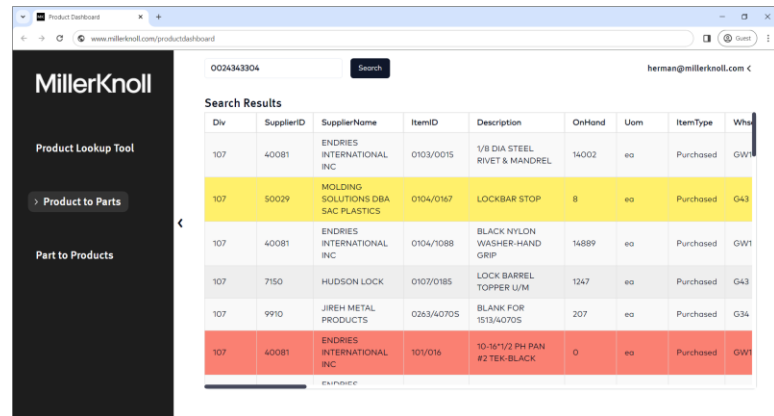 Product Dashboard
www.millerknoll.com/productdashboard
Guest
MillerKnoll
Product Lookup Tool
> Product to Parts
Part to Products
0024343304 Search herman@millerknoll.com <
Search Results
Div SupplierID SupplierName ItemID Description OnHand Uom ItemType Whse
107 40081 ENDRIES INTERNATIONAL INC 0103/0015 1/8 DIA STEEL RIVET & MANDREL 14002 ea Purchased GW1
107 50029 MOLDING SOLUTIONS DBA SAC PLASTICS 0104/0167 LOCKBAR STOP 8 ea Purchased G43
107 40081 ENDRIES INTERNATIONAL INC 0104/1088 BLACK NYLON WASHER-HAND GRIP 14889 ea Purchased GW1
107 7150 HUDSON LOCK 0107/0185 LOCK BARREL TOPPER U/M 1247 ea Purchased G43
107 9910 JIREH METAL PRODUCTS 0263/4070S BLANK FOR 1513/4070S 207 ea Purchased G34
107 40081 ENDRIES INTERNATIONAL INC 101/016 10-16*1/2 PH PAN #2 TEK-BLACK 0 ea Purchased GW1
ENDRIES